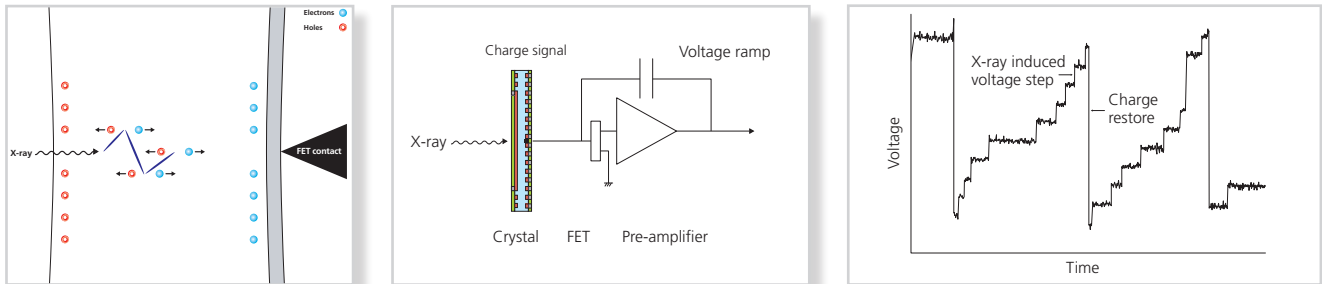 Electrons
Holes
X-ray
FET contact
Charge signal
Voltage ramp
X-ray
Crystal
FET
Pre-amplifier
X-ray induced
voltage step
Charge
restore
Voltage
Time